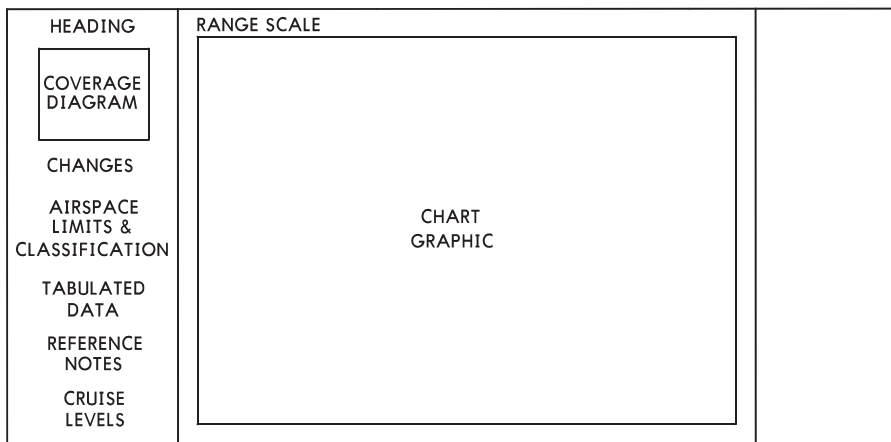 HEADING
COVERAGE
DIAGRAM
CHANGES
AIRSPACE
LIMITS &
CLASSIFICATION
TABULATED
DATA
REFERENCE
NOTES
CRUISE
LEVELS
RANGE SCALE
CHART
GRAPHIC